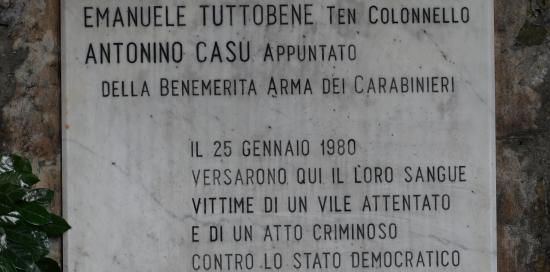 EMANUELE TUTTOBENE TEN COLONNELLO
ANTONINO CASU APPUNTATO
DELLA BENEMERITA ARMA DEI CARABINIERI
IL 25 GENNAIO 1980
VERSARONO QUI IL LORO SANGUE
VITTIME DI UN VILE ATTENTATO
E DI UN ATTO CRIMINOSO
CONTRO LO STATO DEMOCRATICO